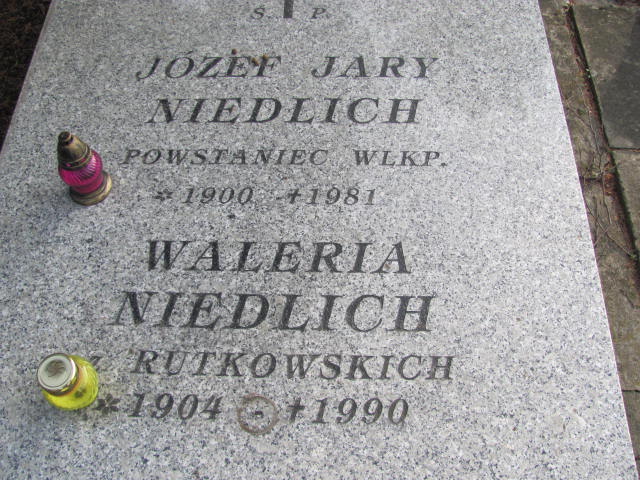 Ś. P.
JÓZEF JARY
NIEDLICH
POWSTANIEC WLKP.
* 1900 - +1981
WALERIA
NIEDLICH
Z RUTKOWSKICH
* 1904 - +1990